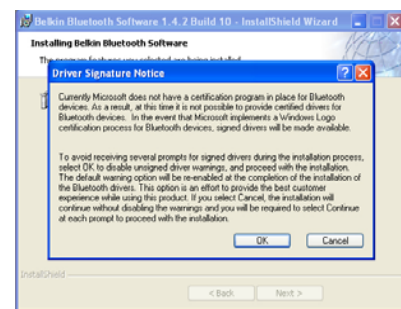 Belkin Bluetooth Software 1.4.2 Build 10 - InstallShield Wizard
Installing Belkin Bluetooth Software
The program features you selected are being installed.
Driver Signature Notice
Currently Microsoft does not have a certification program in place for Bluetooth
devices. As a result, at this time it is not possible to provide certified drivers for
Bluetooth devices. In the event that Microsoft implements a Windows Logo
certification process for Bluetooth devices, signed drivers will be made available.
To avoid receiving several prompts for signed drivers during the installation process,
select OK to disable unsigned driver warnings, and proceed with the installation.
The default warning option will be re-enabled at the completion of the installation of
the Bluetooth drivers. This option is an effort to provide the best customer
experience while using this product. If you select Cancel, the installation will
continue without disabling the warnings and you will be required to select Continue
at each prompt to proceed with the installation.
OK Cancel
InstallShield
< Back Next >